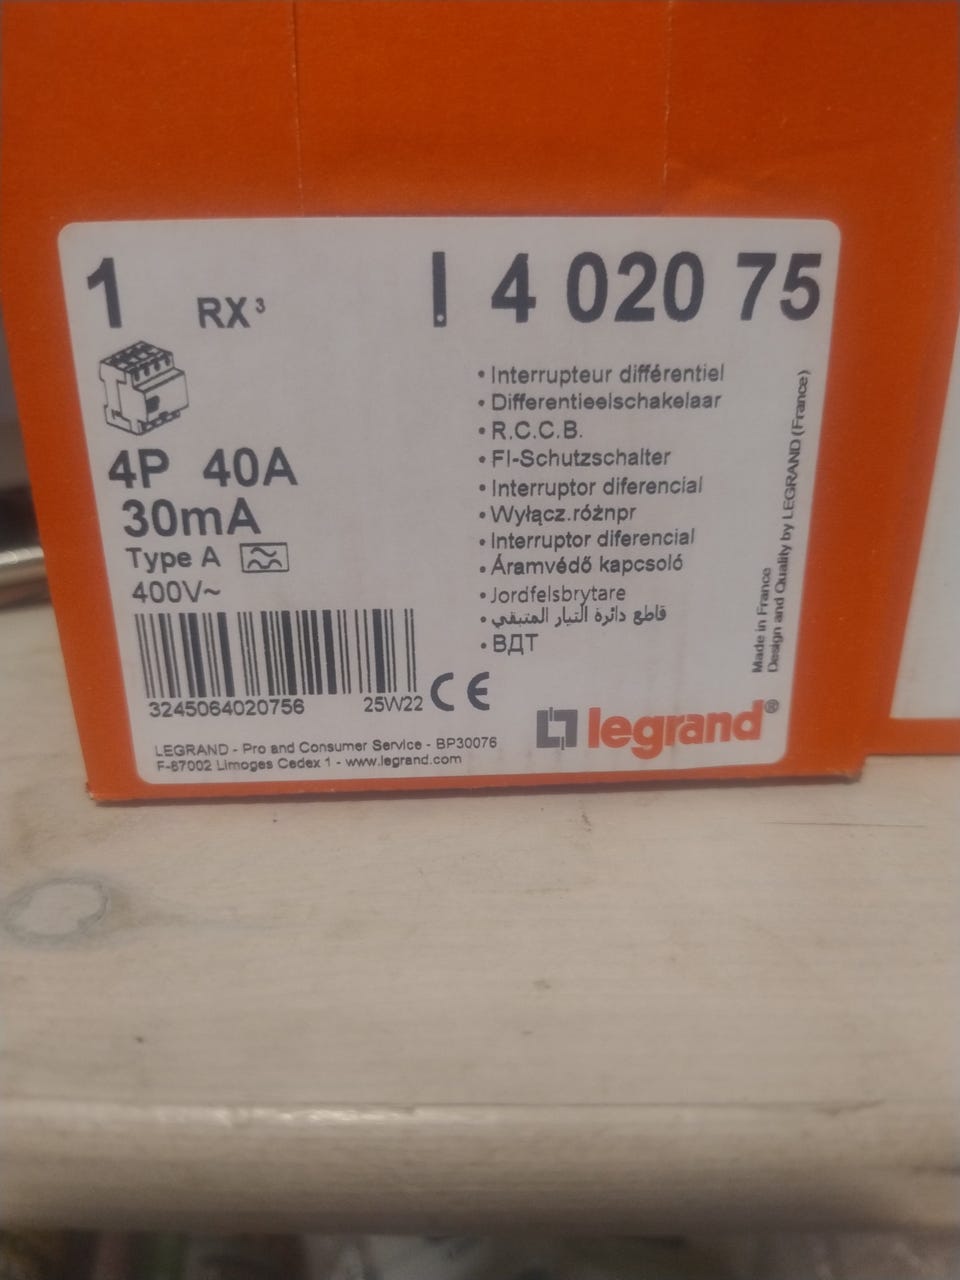 1 RX³ 4 020 75
4P 40A
30mA
Type A
400V~
3245064020756 25W22 CE
LEGRAND - Pro and Consumer Service - BP30076
F-87002 Limoges Cedex 1 - www.legrand.com
• Interrupteur différentiel
• Differentieelschakelaar
• R.C.C.B.
• FI-Schutzschalter
• Interruptor diferencial
• Wyłącz.różnpr
• Interruptor diferencial
• Áramvédő kapcsoló
• Jordfelsbrytare
• قاطع دائرة التيار المتبقي
• ВДТ
legrand®
Made in France
Design and Quality by LEGRAND (France)